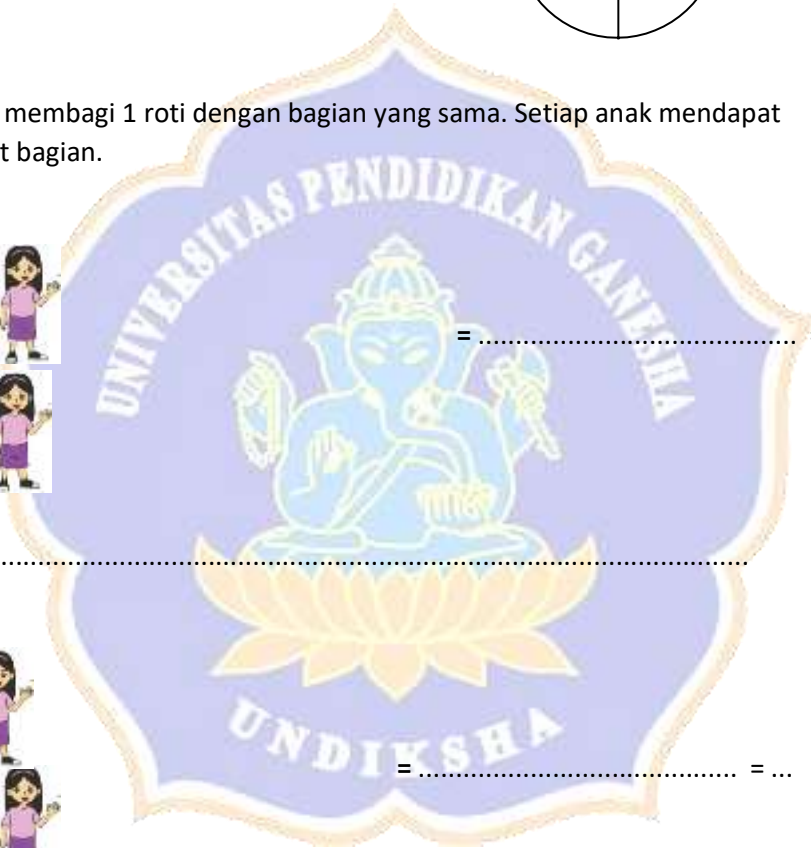 membagi 1 roti dengan bagian yang sama. Setiap anak mendapat
t bagian.
UNIVERSITAS PENDIDIKAN GANESHA
= ...........................................
....................................................................................................
UNDIKSHA
= ........................................... = ...